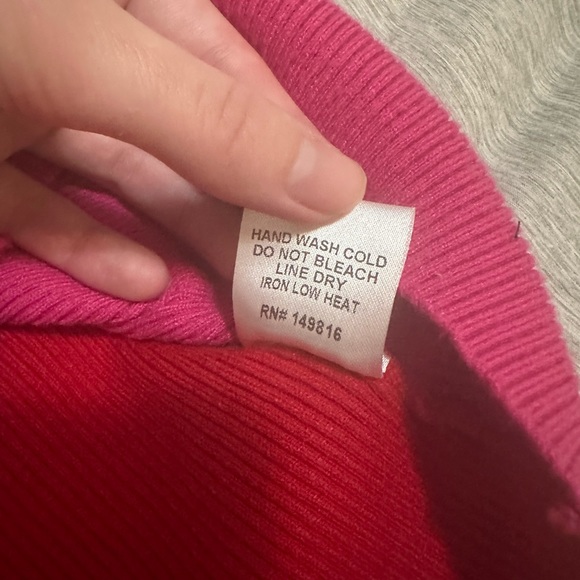 HAND WASH COLD
DO NOT BLEACH
LINE DRY
IRON LOW HEAT
RN# 149816